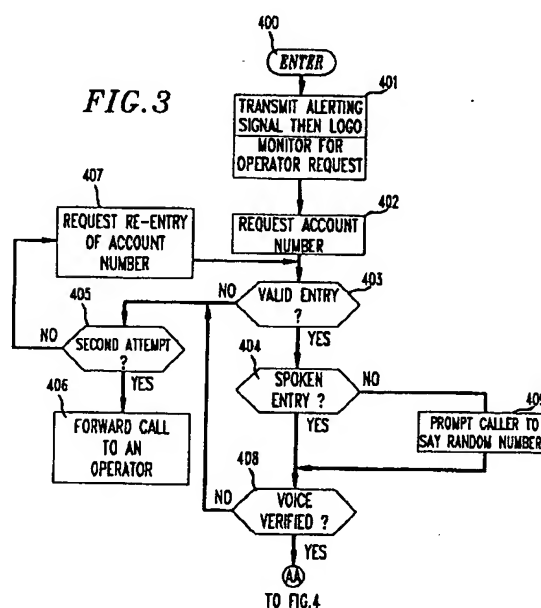 400
ENTER
FIG.3
401
TRANSMIT ALERTING
SIGNAL THEN LOGO
MONITOR FOR
OPERATOR REQUEST
407
REQUEST RE-ENTRY
OF ACCOUNT
NUMBER
402
REQUEST ACCOUNT
NUMBER
403
NO
VALID ENTRY
?
YES
405
NO
SECOND ATTEMPT
?
YES
404
SPOKEN
ENTRY ?
NO
YES
406
FORWARD CALL
TO AN
OPERATOR
PROMPT CALLER TO
SAY RANDOM NUMBER
408
NO
VOICE
VERIFIED ?
YES
AA
TO FIG.4